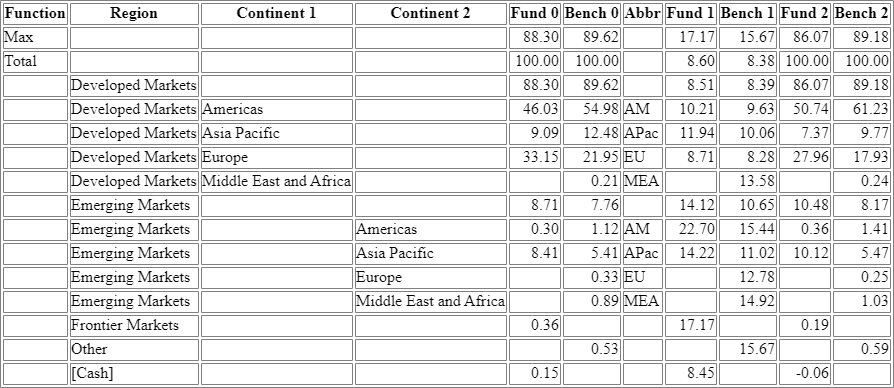 Function Region Continent 1 Continent 2 Fund 0 Bench 0 Abbr Fund 1 Bench 1 Fund 2 Bench 2
Max 88.30 89.62 17.17 15.67 86.07 89.18
Total 100.00 100.00 8.60 8.38 100.00 100.00
Developed Markets 88.30 89.62 8.51 8.39 86.07 89.18
Developed Markets Americas 46.03 54.98 AM 10.21 9.63 50.74 61.23
Developed Markets Asia Pacific 9.09 12.48 APac 11.94 10.06 7.37 9.77
Developed Markets Europe 33.15 21.95 EU 8.71 8.28 27.96 17.93
Developed Markets Middle East and Africa 0.21 MEA 13.58 0.24
Emerging Markets 8.71 7.76 14.12 10.65 10.48 8.17
Emerging Markets Americas 0.30 1.12 AM 22.70 15.44 0.36 1.41
Emerging Markets Asia Pacific 8.41 5.41 APac 14.22 11.02 10.12 5.47
Emerging Markets Europe 0.33 EU 12.78 0.25
Emerging Markets Middle East and Africa 0.89 MEA 14.92 1.03
Frontier Markets 0.36 17.17 0.19
Other 0.53 15.67 0.59
[Cash] 0.15 8.45 -0.06